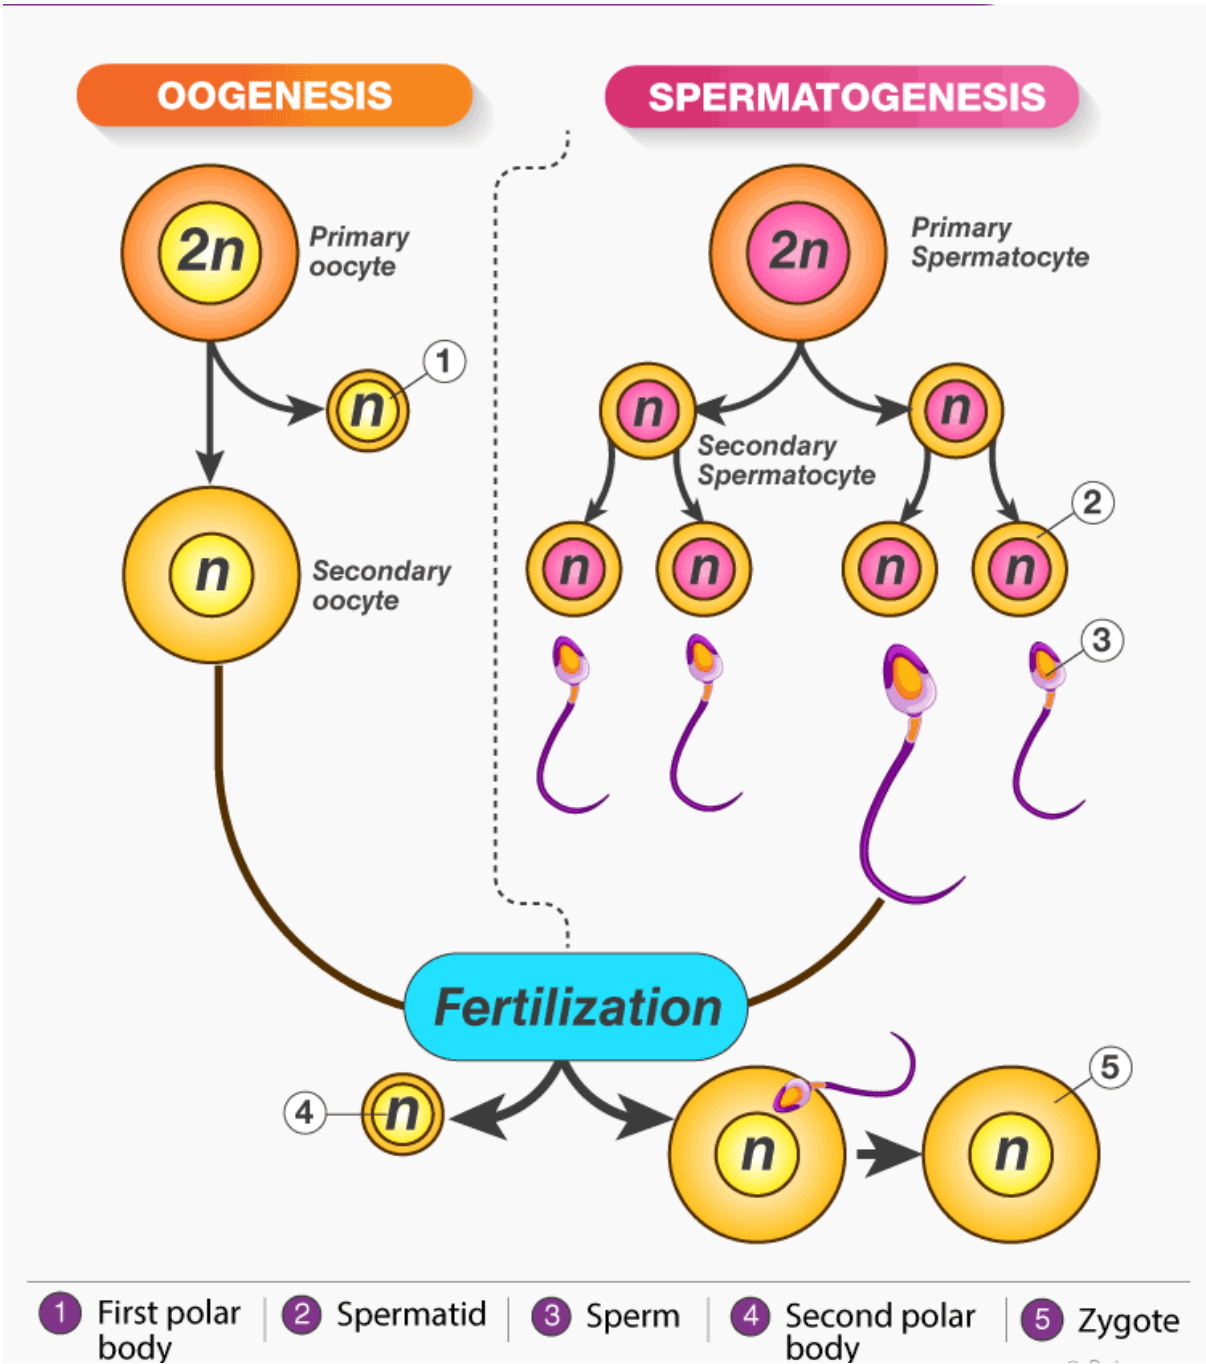 OOGENESIS
SPERMATOGENESIS
2n
Primary
oocyte
2n
Primary
Spermatocyte
1
n
n
n
Secondary
Spermatocyte
2
n
Secondary
oocyte
n
n
n
n
3
Fertilization
4
n
n
n
5
1 First polar
body
2 Spermatid
3 Sperm
4 Second polar
body
5 Zygote